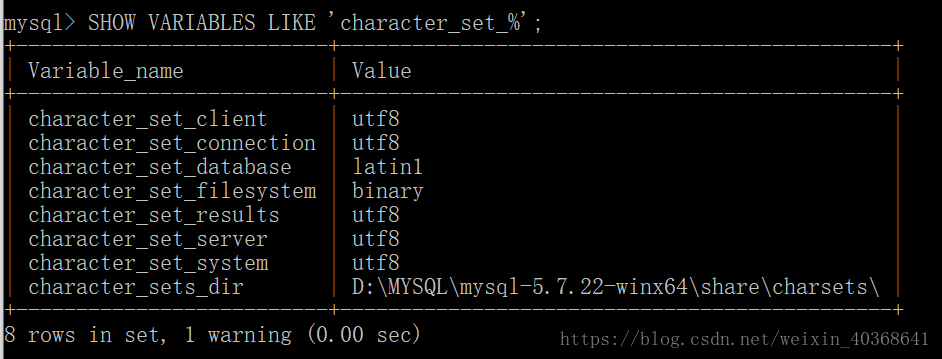 mysql> SHOW VARIABLES LIKE 'character_set_%';
Variable_name Value
character_set_client utf8
character_set_connection utf8
character_set_database latin1
character_set_filesystem binary
character_set_results utf8
character_set_server utf8
character_set_system utf8
character_sets_dir D:\MYSQL\mysql-5.7.22-winx64\share\charsets\
8 rows in set, 1 warning (0.00 sec)
https://blog.csdn.net/weixin_40368641